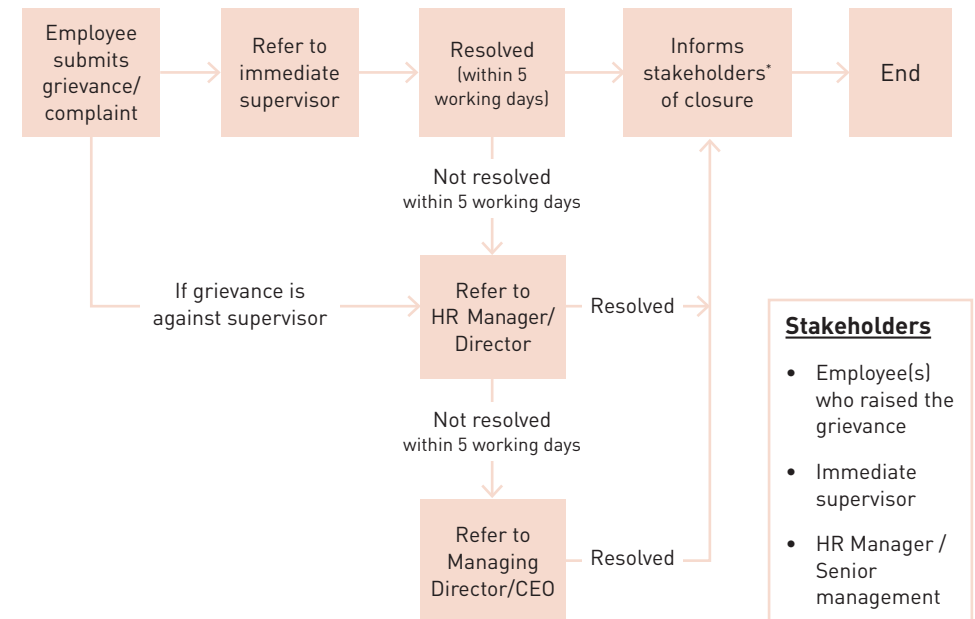 Employee
submits
grievance/
complaint
Refer to
immediate
supervisor
Resolved
(within 5
working days)
Informs
stakeholders*
of closure
End
Not resolved
within 5 working days
If grievance is
against supervisor
Refer to
HR Manager/
Director
Resolved
Not resolved
within 5 working days
Refer to
Managing
Director/CEO
Resolved
Stakeholders
• Employee(s)
who raised the
grievance
• Immediate
supervisor
• HR Manager /
Senior
management